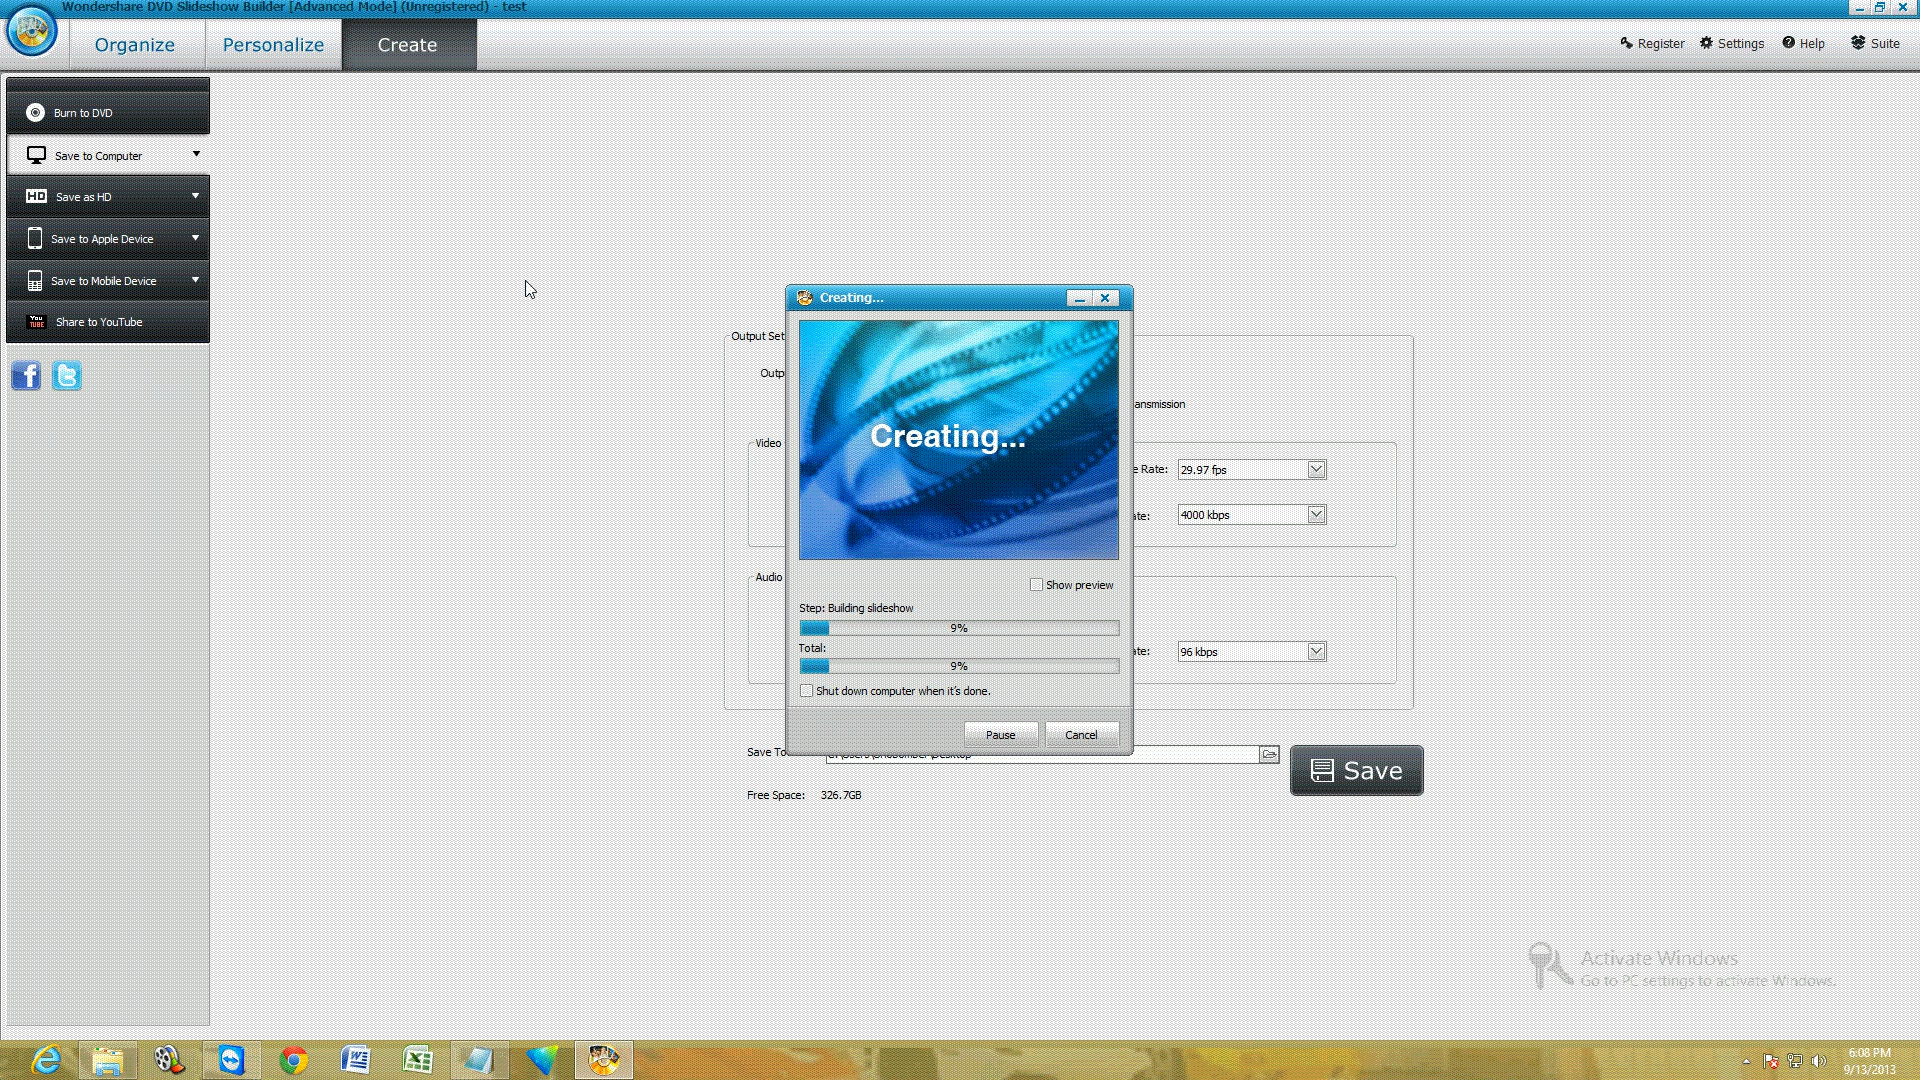 Wondershare DVD Slideshow Builder [Advanced Mode] (Unregistered) - test
Organize
Personalize
Create
Register
Settings
Help
Suite
Burn to DVD
Save to Computer
HD Save as HD
Save to Apple Device
Save to Mobile Device
You TUBE Share to YouTube
Creating...
Output Set
Outp
ansmission
Creating...
Video
e Rate: 29.97 fps
ate: 4000 kbps
Audio
Show preview
Step: Building slideshow
9%
Total:
ate: 96 kbps
9%
Shut down computer when it's done.
Pause
Cancel
Save To
Save
Free Space: 326.7GB
Activate Windows
Go to PC settings to activate Windows.
6:08 PM
9/13/2013